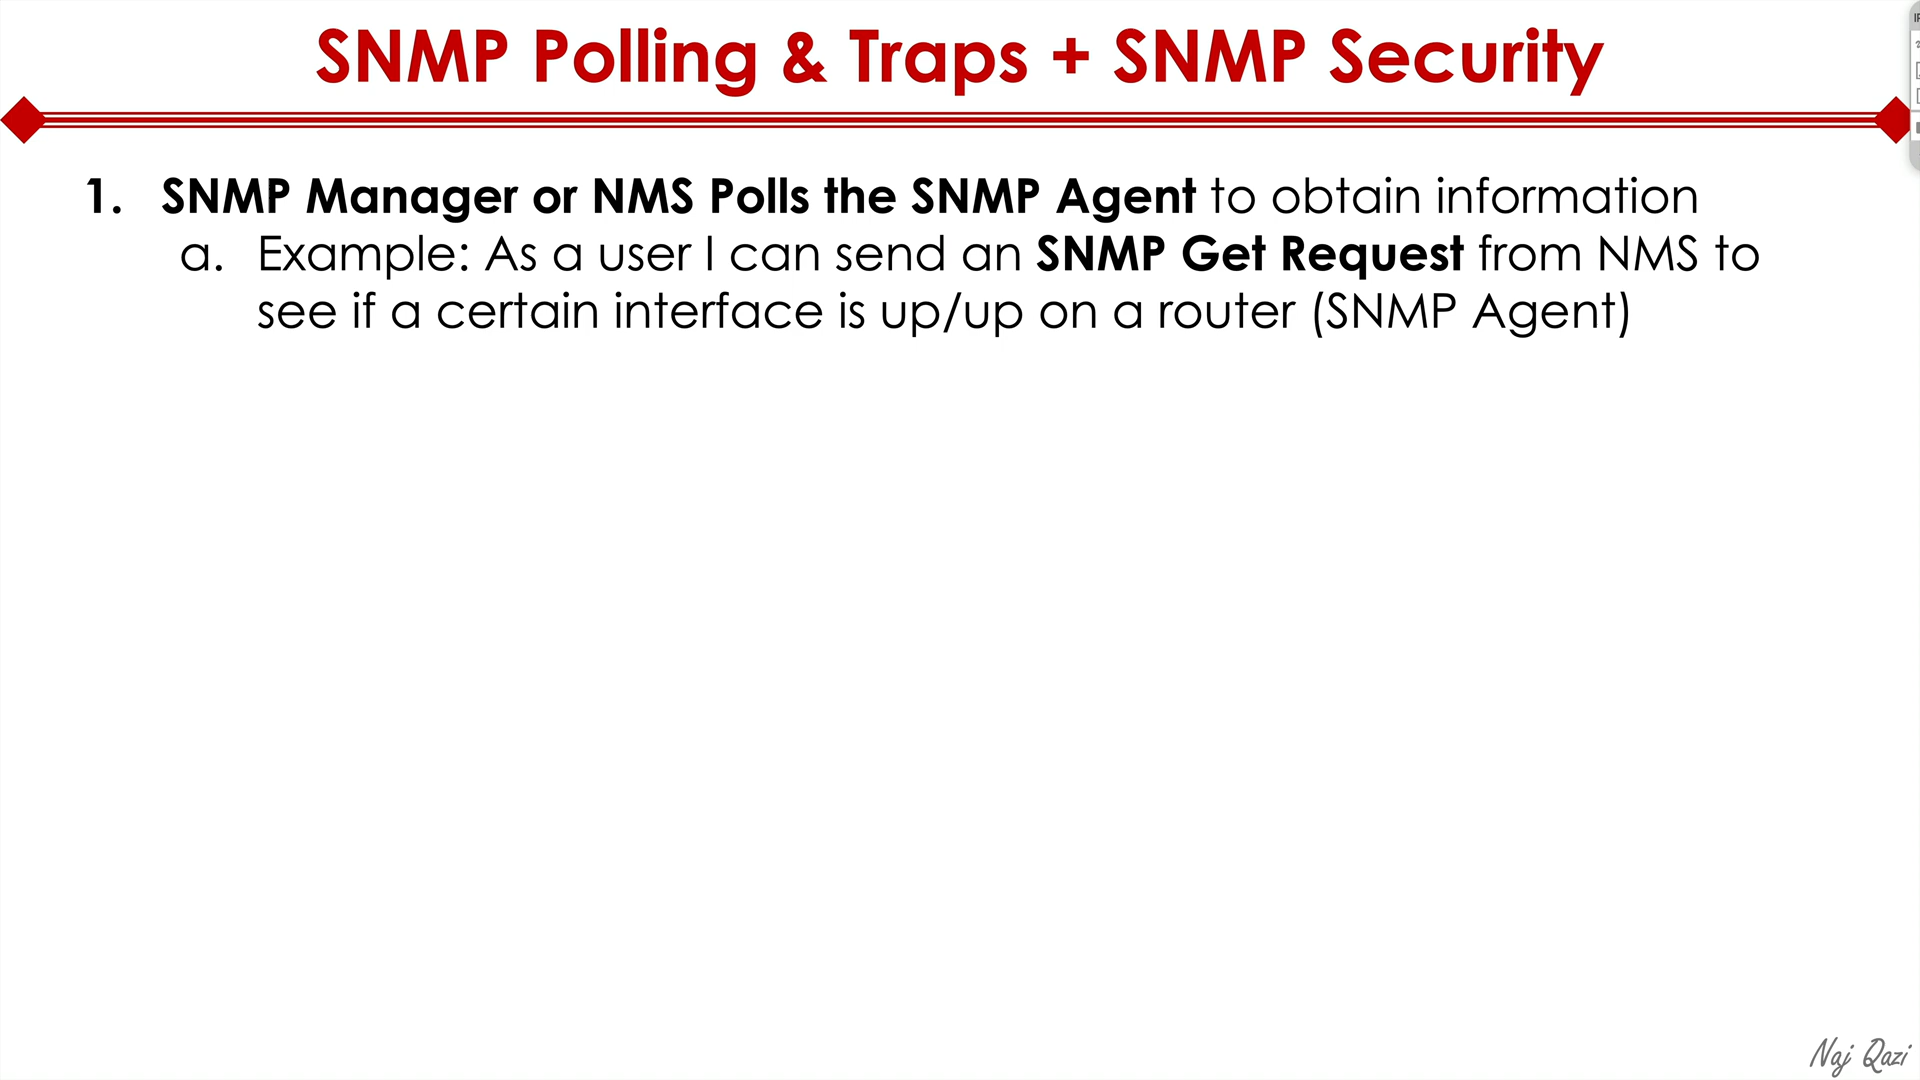 SNMP Polling & Traps + SNMP Security
1. SNMP Manager or NMS Polls the SNMP Agent to obtain information
a. Example: As a user I can send an SNMP Get Request from NMS to
see if a certain interface is up/up on a router (SNMP Agent)
Naj Qazi